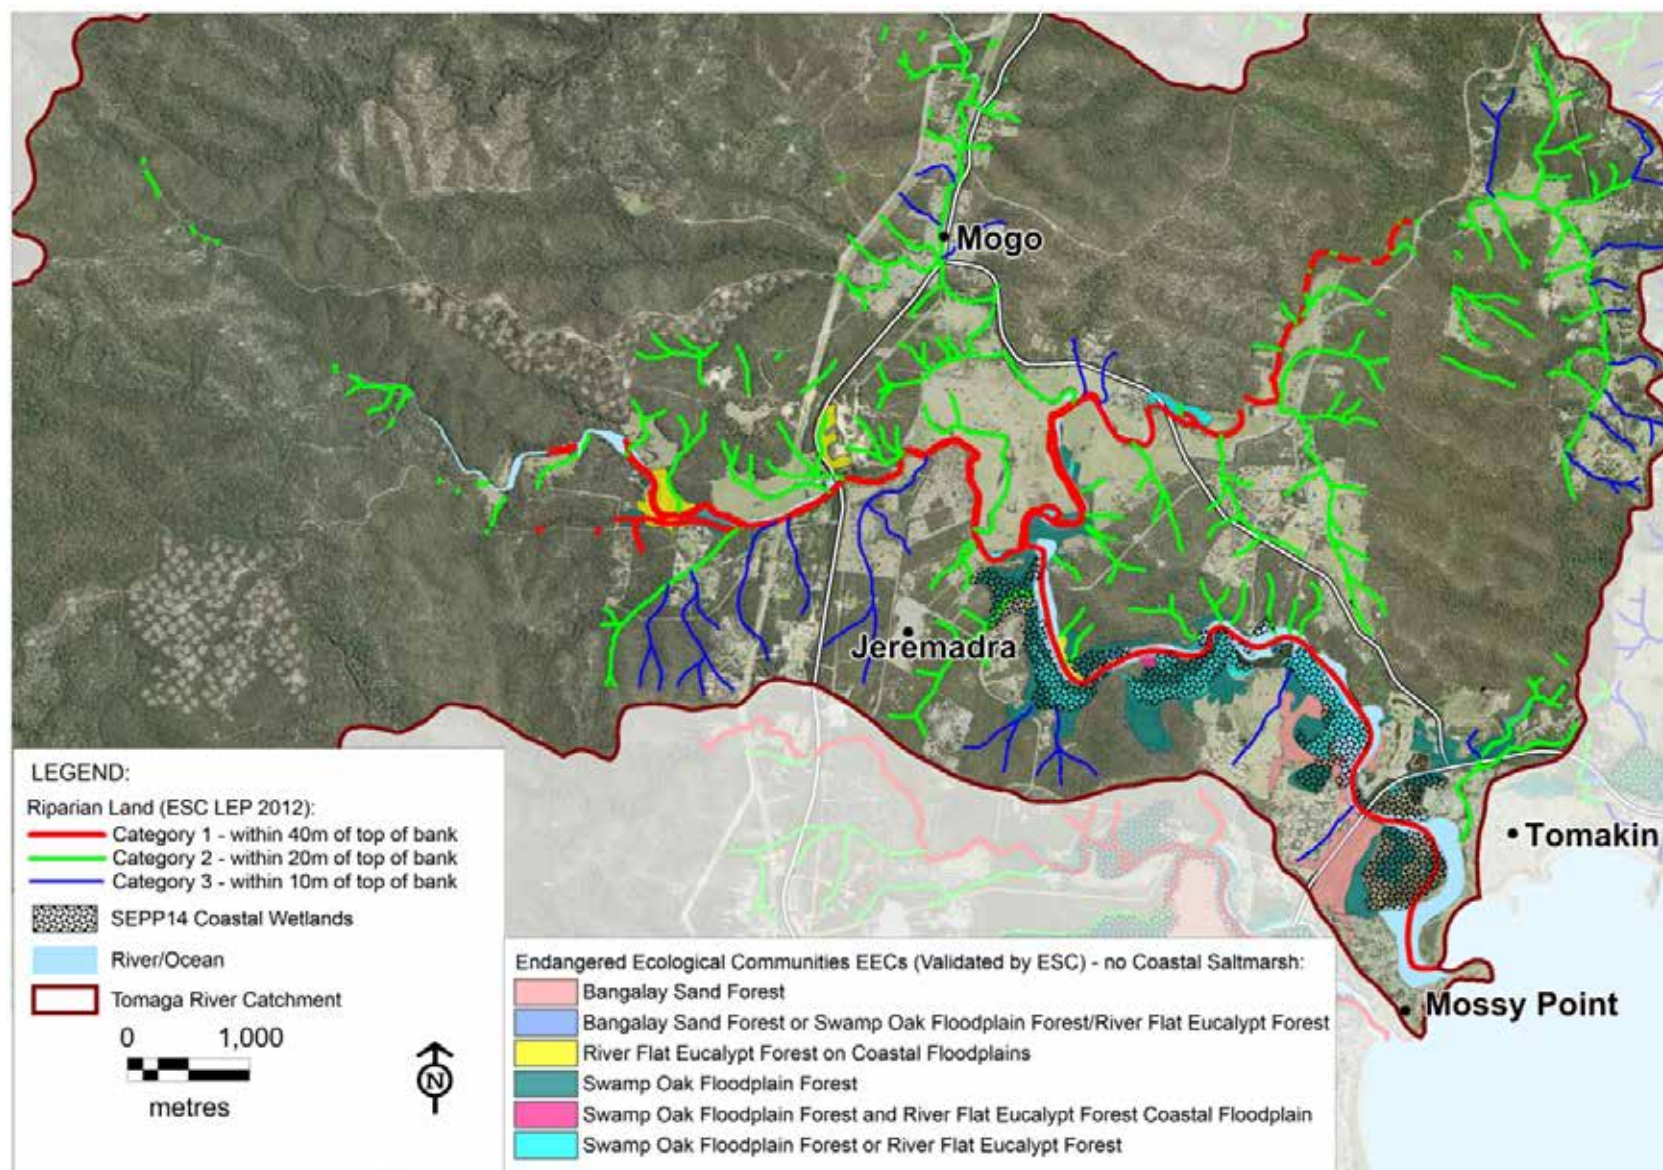 Mogo
Jeremadra
Tomakin
Mossy Point
LEGEND:
Riparian Land (ESC LEP 2012):
Category 1 - within 40m of top of bank
Category 2 - within 20m of top of bank
Category 3 - within 10m of top of bank
SEPP14 Coastal Wetlands
River/Ocean
Tomaga River Catchment
0 1,000
metres
N
Endangered Ecological Communities EECs (Validated by ESC) - no Coastal Saltmarsh:
Bangalay Sand Forest
Bangalay Sand Forest or Swamp Oak Floodplain Forest/River Flat Eucalypt Forest
River Flat Eucalypt Forest on Coastal Floodplains
Swamp Oak Floodplain Forest
Swamp Oak Floodplain Forest and River Flat Eucalypt Forest Coastal Floodplain
Swamp Oak Floodplain Forest or River Flat Eucalypt Forest